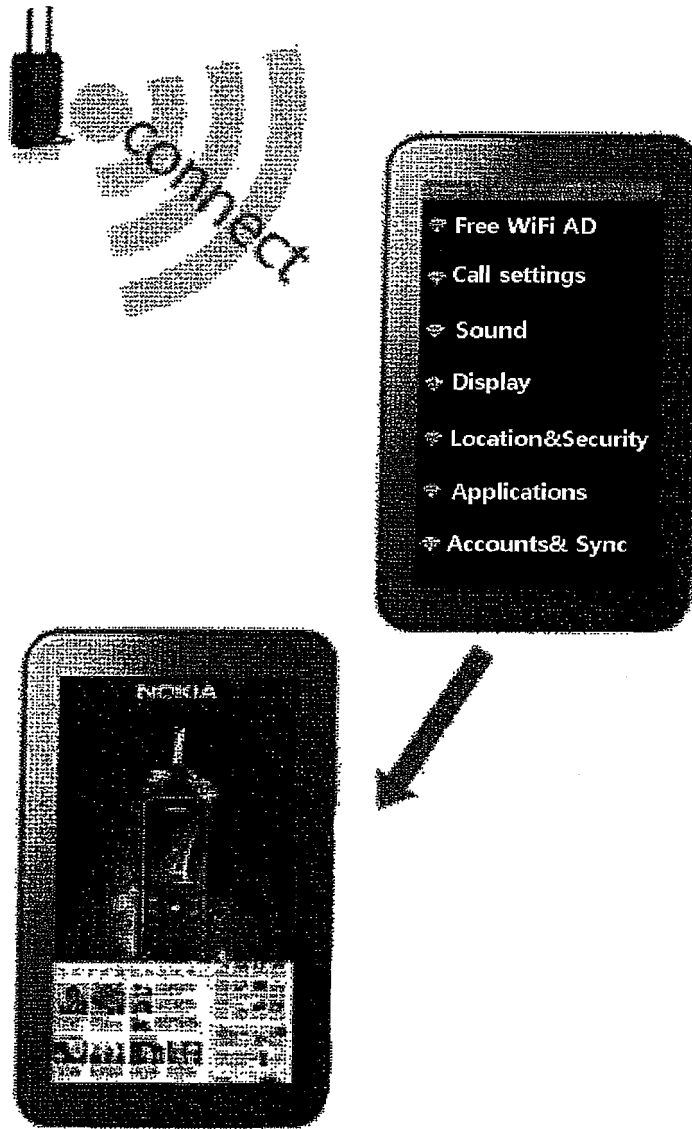 connect
Free WiFi AD
Call settings
Sound
Display
Location&Security
Applications
Accounts& Sync
NOKIA